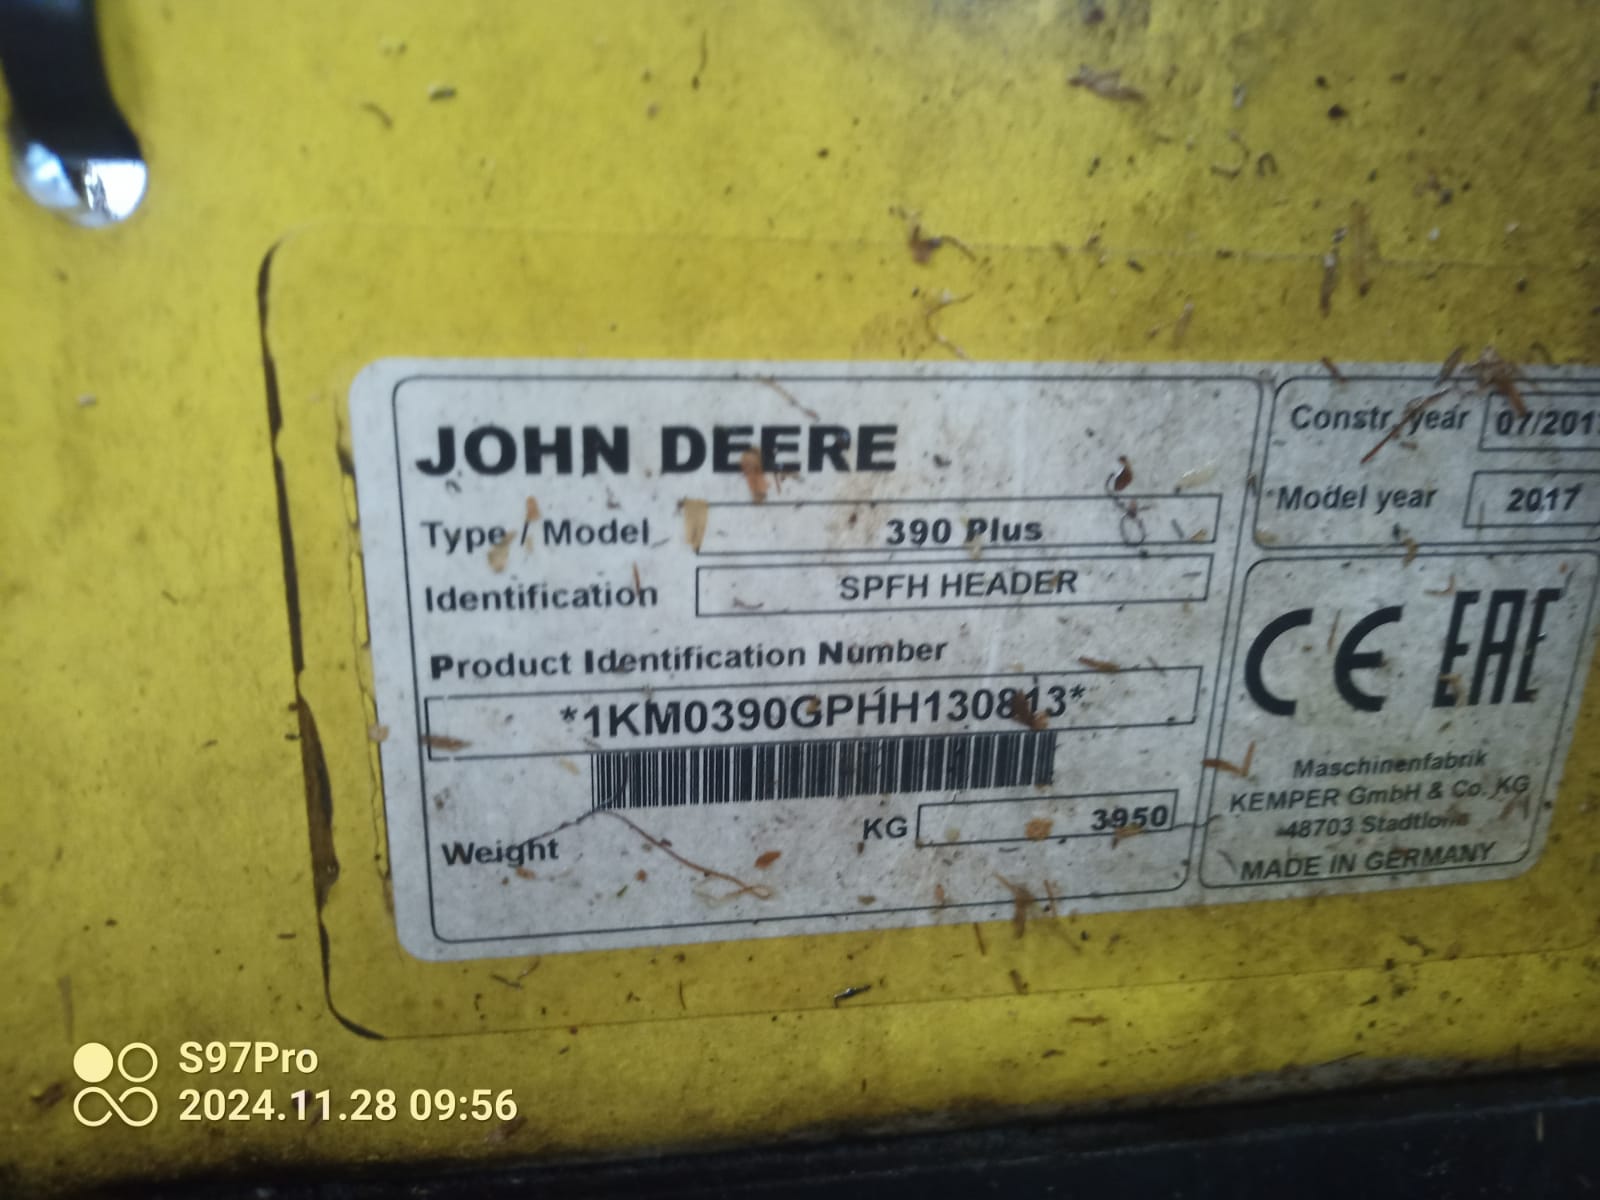 JOHN DEERE
Type / Model 390 Plus
Identification SPFH HEADER
Product Identification Number
*1KM0390GPHH130813*
Weight KG 3950
Constr. year
Model year 2017
CE EAC
Maschinenfabrik
KEMPER GmbH & Co. KG
48703 Stadtlohn
MADE IN GERMANY
S97Pro
2024.11.28 09:56